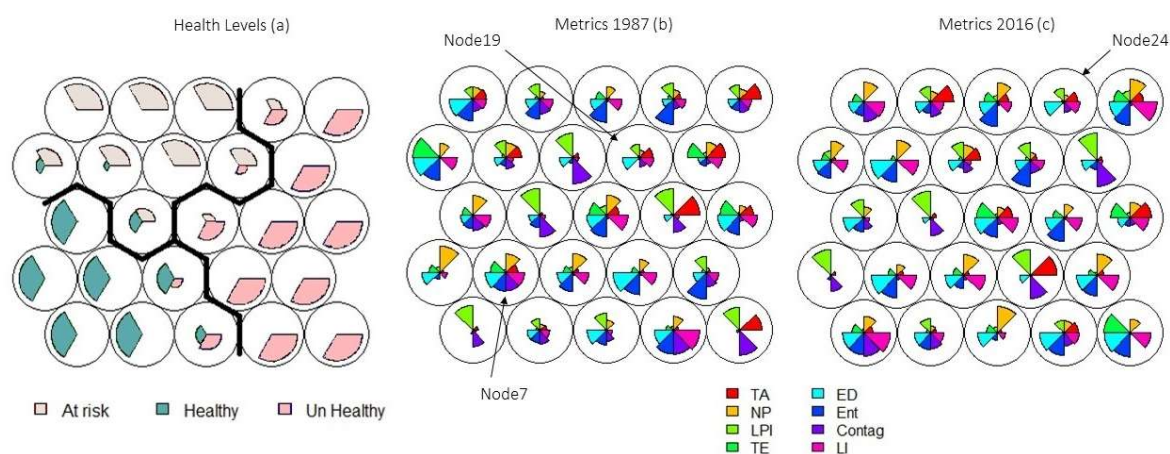 Health Levels (a)
Metrics 1987 (b)
Metrics 2016 (c)
Node19
Node24
Node7
At risk
Healthy
Un Healthy
TA
NP
LPI
TE
ED
Ent
Contag
LI